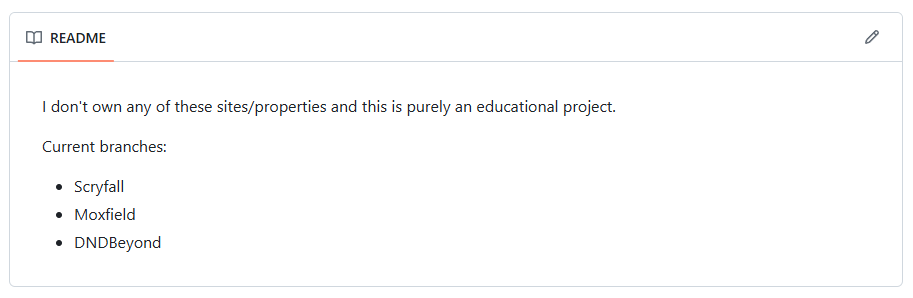 README
I don't own any of these sites/properties and this is purely an educational project.
Current branches:
Scryfall
Moxfield
DNDBeyond